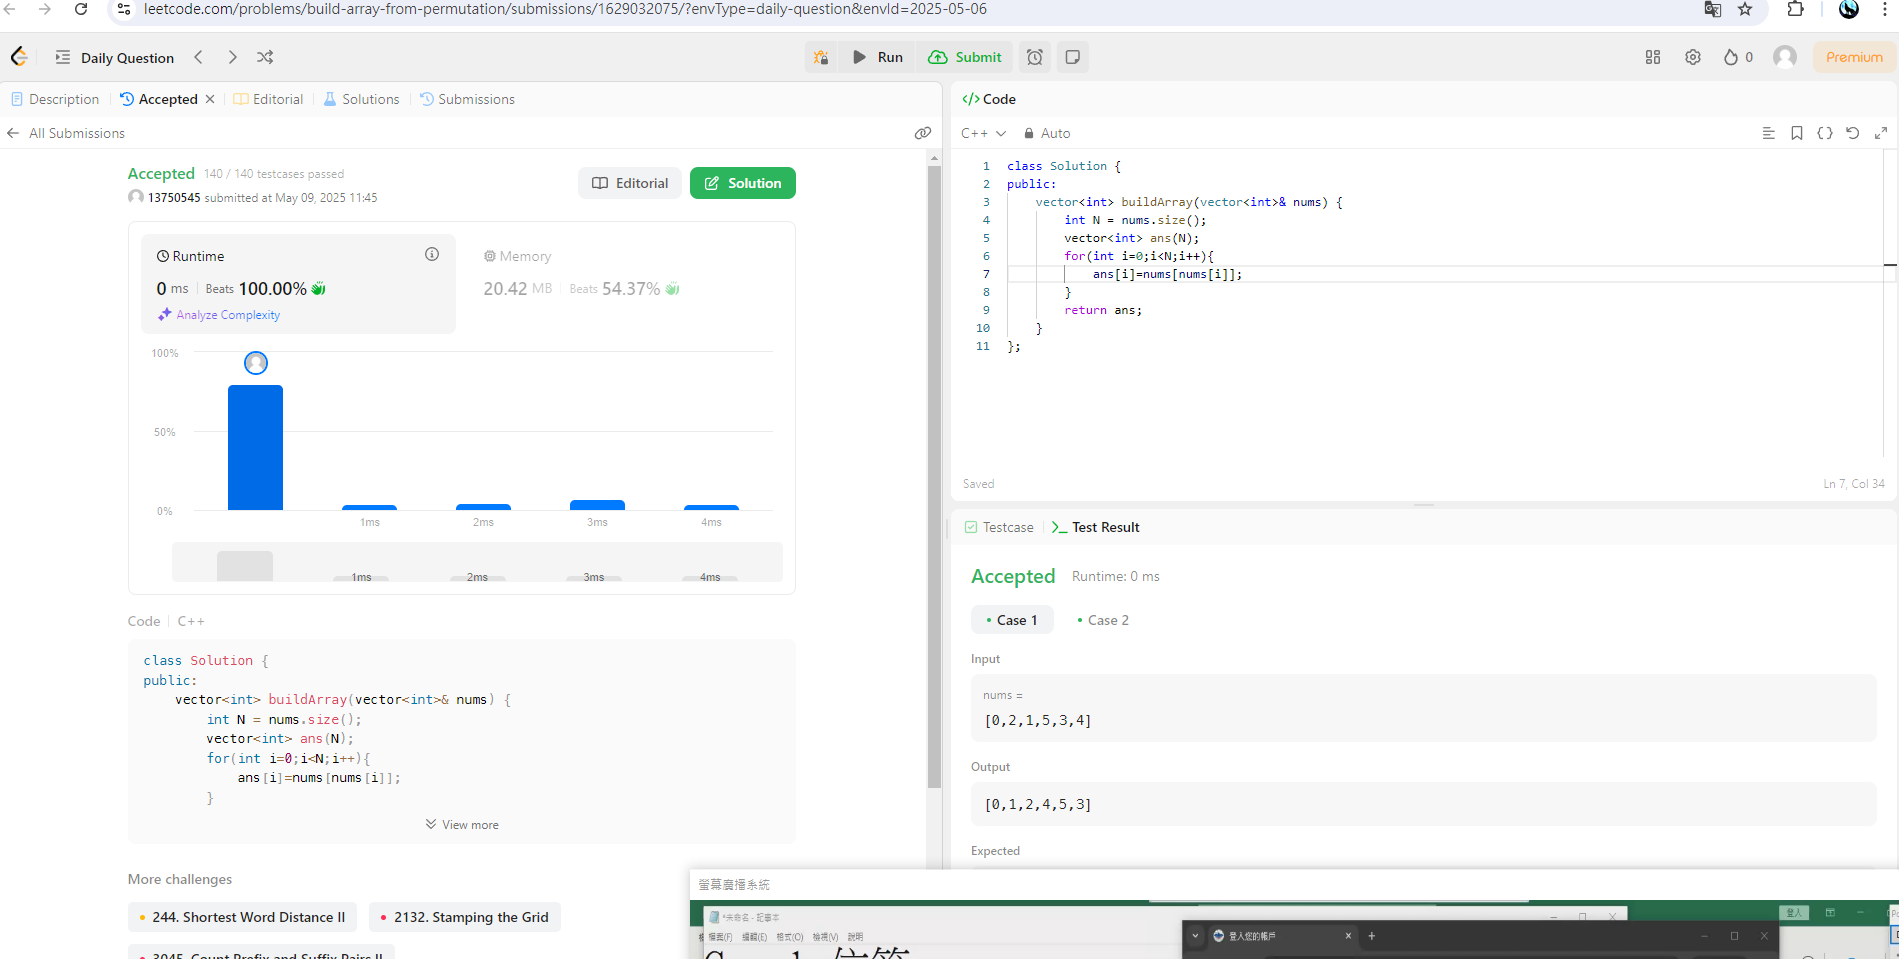 leetcode.com/problems/build-array-from-permutation/submissions/1629032075/?envType=daily-question&envId=2025-05-06
Daily Question
Run
Submit
0
Premium
Description
Accepted
Editorial
Solutions
Submissions
All Submissions
Accepted 140 / 140 testcases passed
13750545 submitted at May 09, 2025 11:45
Editorial
Solution
Runtime
0 ms Beats 100.00%
Analyze Complexity
Memory
20.42 MB Beats 54.37%
100%
50%
0%
1ms 2ms 3ms 4ms
1ms 2ms 3ms 4ms
Code C++
class Solution {
public:
    vector<int> buildArray(vector<int>& nums) {
        int N = nums.size();
        vector<int> ans(N);
        for(int i=0;i<N;i++){
            ans[i]=nums[nums[i]];
        }
View more
More challenges
244. Shortest Word Distance II
2132. Stamping the Grid
3045. Count Prefix and Suffix Pairs II
</> Code
C++ Auto
1 class Solution {
2 public:
3     vector<int> buildArray(vector<int>& nums) {
4         int N = nums.size();
5         vector<int> ans(N);
6         for(int i=0;i<N;i++){
7             ans[i]=nums[nums[i]];
8         }
9         return ans;
10     }
11 };
Saved
Ln 7, Col 34
Testcase
Test Result
Accepted Runtime: 0 ms
Case 1
Case 2
Input
nums =
[0,2,1,5,3,4]
Output
[0,1,2,4,5,3]
Expected
螢幕廣播系統
*未命名 - 記事本
檔案(F) 編輯(E) 格式(O) 檢視(V) 說明
登入您的帳戶
登入